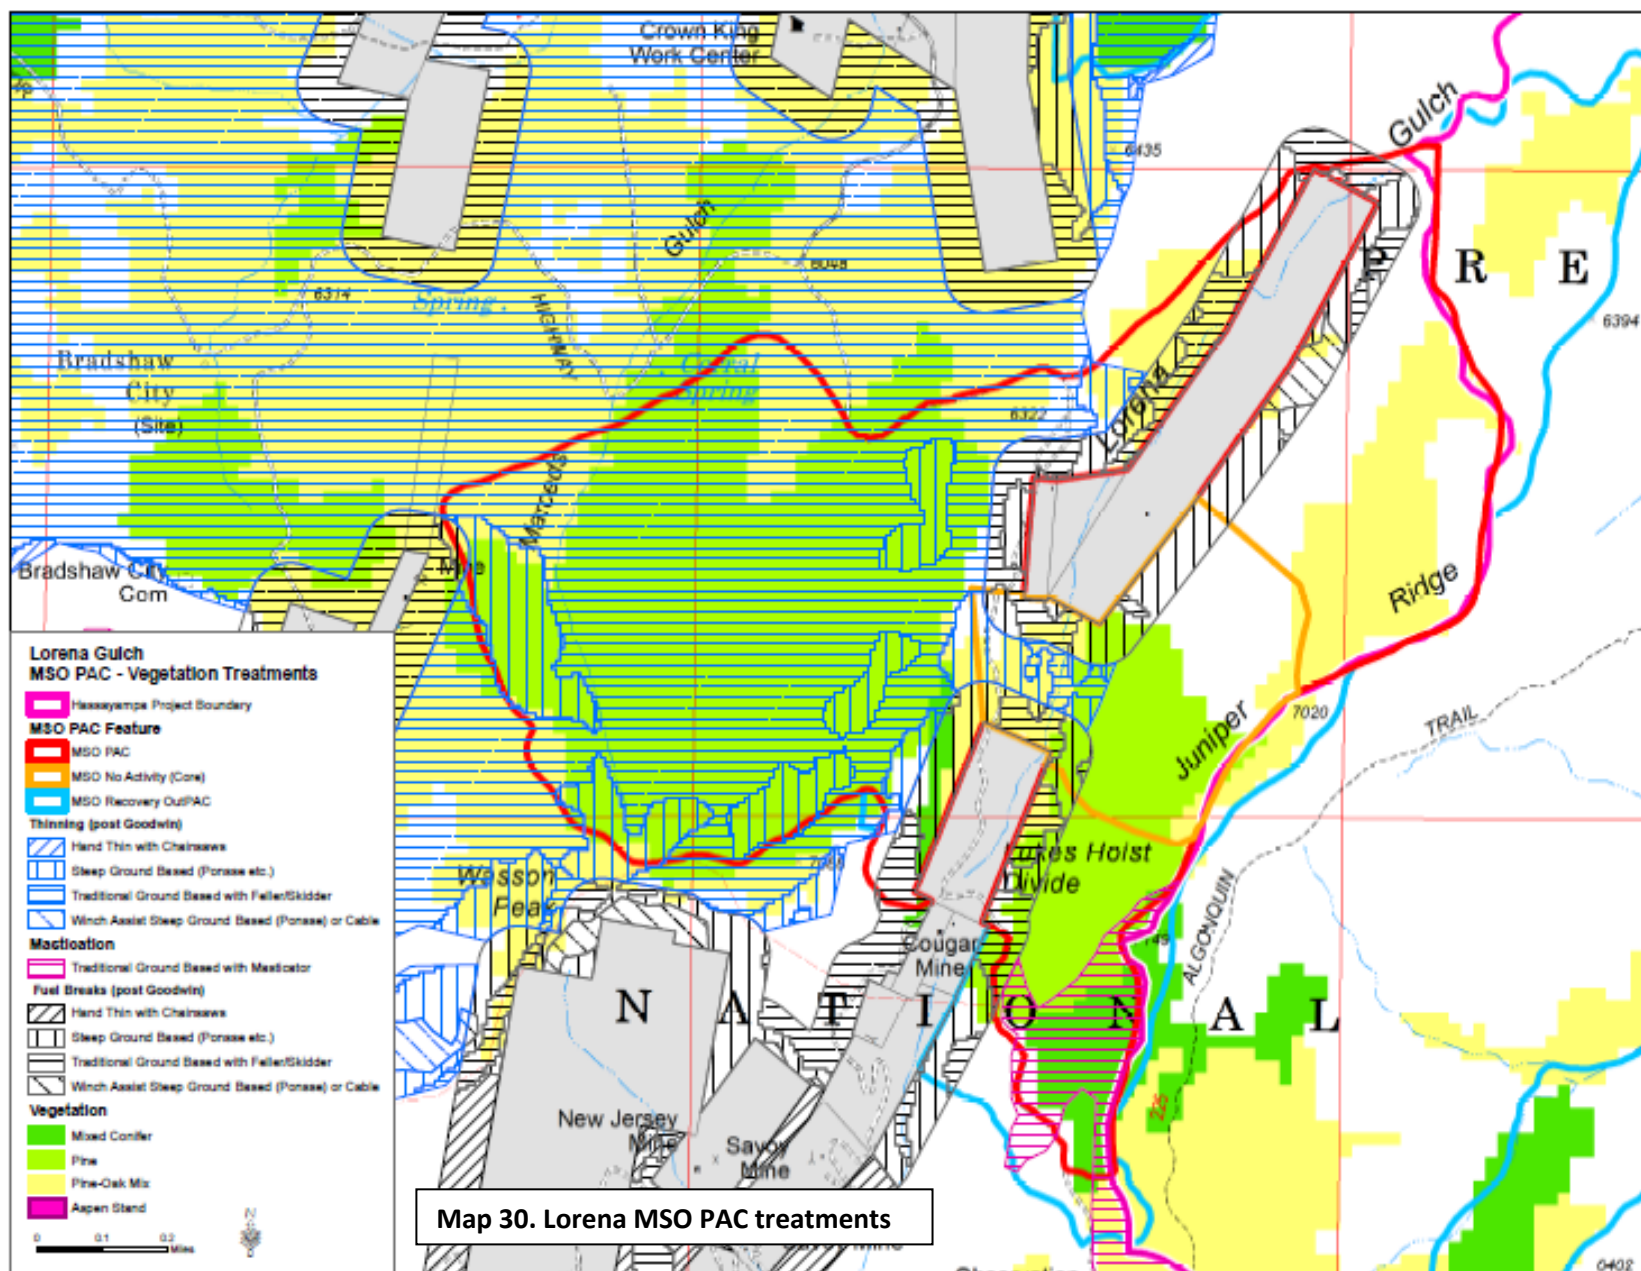 Crown King
Work Center
Gulch
6435
P R E
Gulch
6048
6314
Spring
HIGHWAY
6394
Bradshaw
City
(Site)
Corral
Spring
6322
Lorena
Marceds
Mine
Bradshaw City
Com
Ridge
Juniper
7020
TRAIL
Lorena Gulch
MSO PAC - Vegetation Treatments
Hassayampa Project Boundary
MSO PAC Feature
MSO PAC
MSO No Activity (Core)
MSO Recovery OutPAC
Thinning (post Goodwin)
Hand Thin with Chainsaws
Steep Ground Based (Ponsse etc.)
Traditional Ground Based with Feller/Skidder
Winch Assist Steep Ground Based (Ponsse) or Cable
Mastication
Traditional Ground Based with Masticator
Fuel Breaks (post Goodwin)
Hand Thin with Chainsaws
Steep Ground Based (Ponsse etc.)
Traditional Ground Based with Feller/Skidder
Winch Assist Steep Ground Based (Ponsse) or Cable
Vegetation
Mixed Conifer
Pine
Pine-Oak Mix
Aspen Stand
0 0.1 0.2
Miles
N
Hoist
Divide
Wasson
Peak
ALGONQUIN
Cougar
Mine
N A T I O N A L
225
New Jersey
Mine
Savoy
Mine
Map 30. Lorena MSO PAC treatments